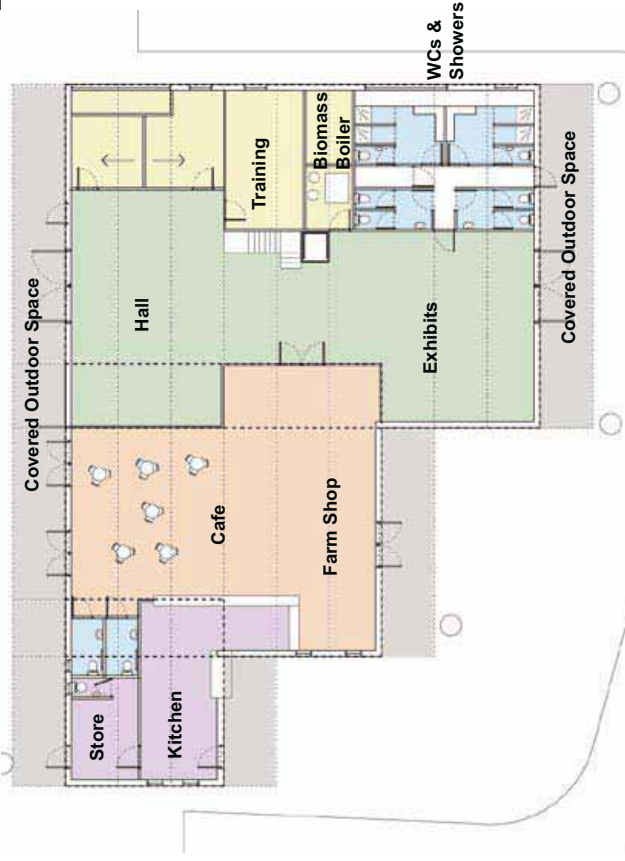 Covered Outdoor Space
Store
Kitchen
Cafe
Farm Shop
Hall
Exhibits
Training
Biomass
Boiler
WCs &
Showers
Covered Outdoor Space